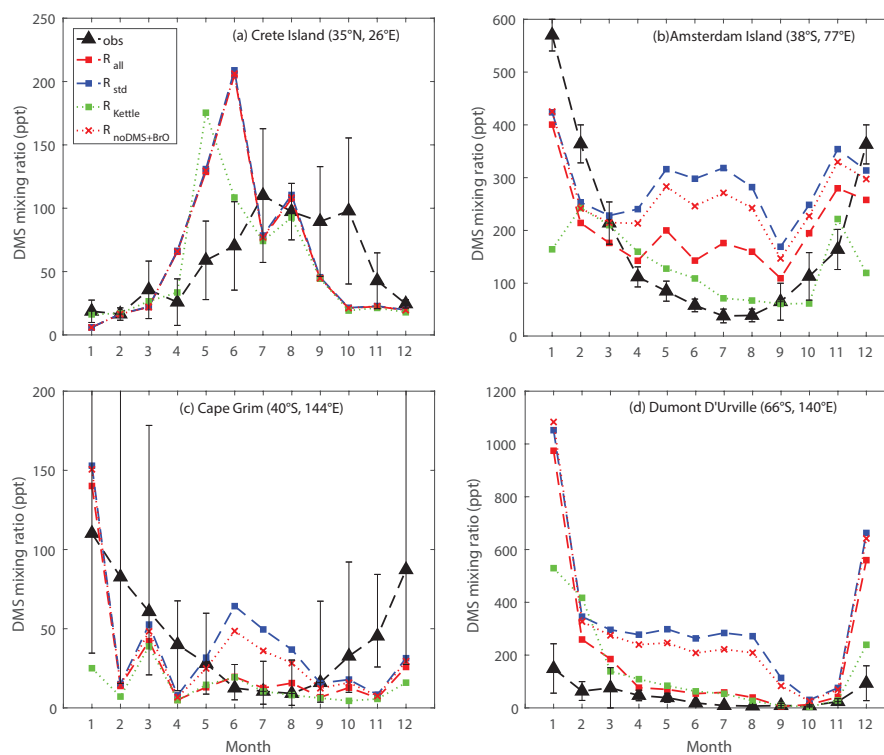 (a) Crete Island (35°N, 26°E)
obs
R all
R std
R Kettle
R noDMS+BrO
DMS mixing ratio (ppt)
250
200
150
100
50
0
1 2 3 4 5 6 7 8 9 10 11 12
(b)Amsterdam Island (38°S, 77°E)
DMS mixing ratio (ppt)
600
500
400
300
200
100
0
1 2 3 4 5 6 7 8 9 10 11 12
(c) Cape Grim (40°S, 144°E)
DMS mixing ratio (ppt)
200
150
100
50
0
1 2 3 4 5 6 7 8 9 10 11 12
Month
(d) Dumont D'Urville (66°S, 140°E)
DMS mixing ratio (ppt)
1200
1000
800
600
400
200
0
1 2 3 4 5 6 7 8 9 10 11 12
Month